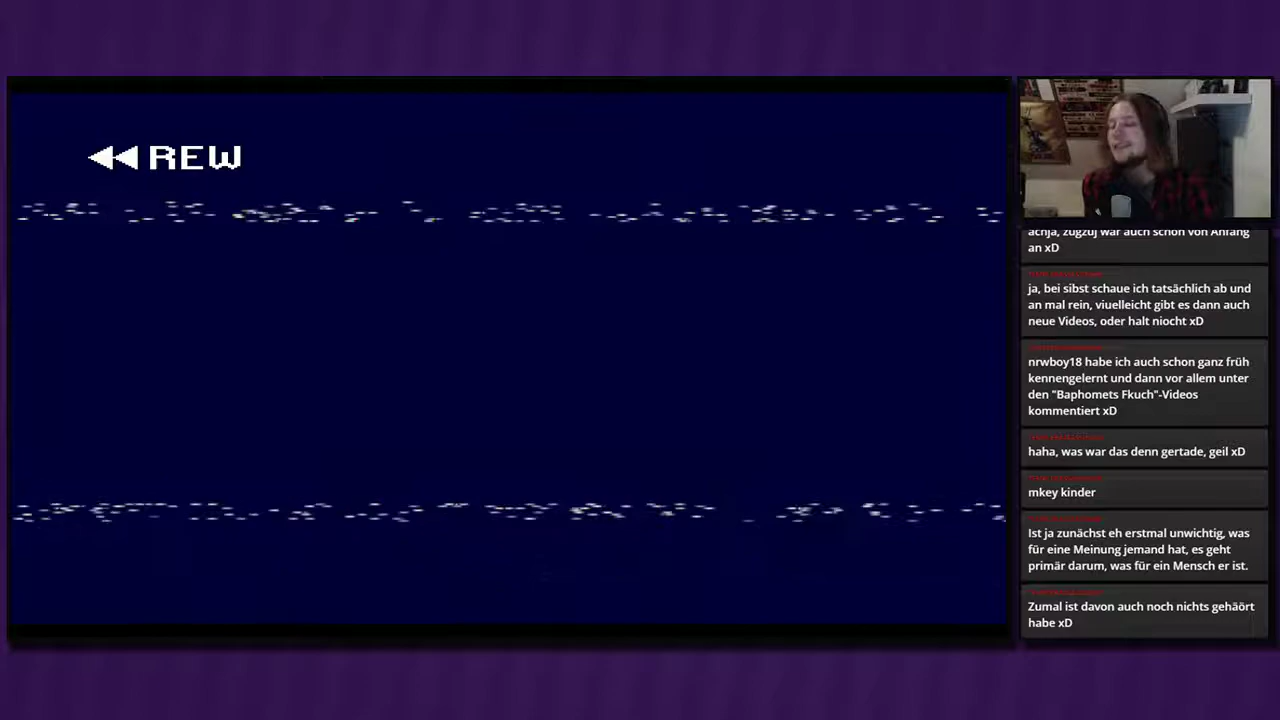 REW
achja, zugzuj war auch schon von Anfang
an xD
ja, bei sibst schaue ich tatsächlich ab und
an mal rein, viuelleicht gibt es dann auch
neue Videos, oder halt niocht xD
nrwboy18 habe ich auch schon ganz früh
kennengelernt und dann vor allem unter
den "Baphomets Fkuch"-Videos
kommentiert xD
haha, was war das denn gertade, geil xD
mkey kinder
Ist ja zunächst eh erstmal unwichtig, was
für eine Meinung jemand hat, es geht
primär darum, was für ein Mensch er ist.
Zumal ist davon auch noch nichts gehäört
habe xD